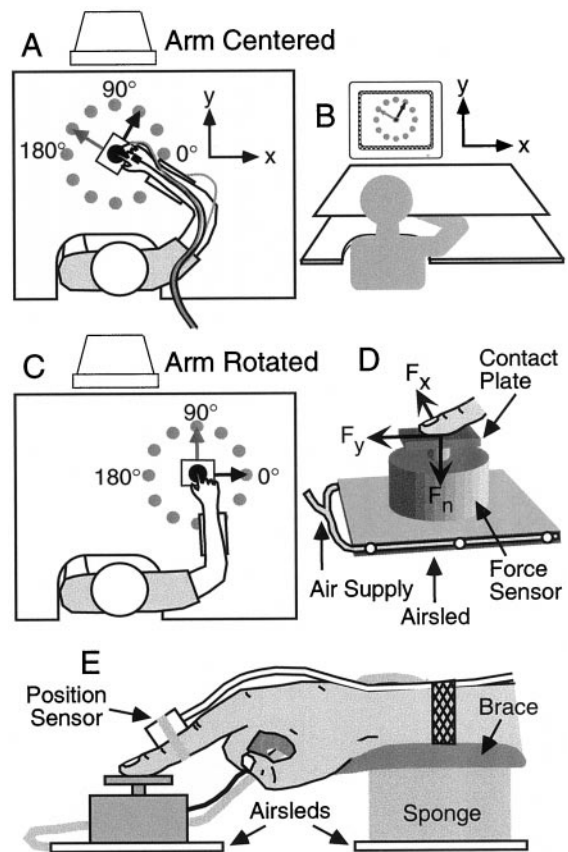 A
Arm Centered
90°
180°
0°
y
x
B
y
x
C
Arm Rotated
90°
180°
0°
D
Contact
Plate
Fx
Fy
Fn
Air Supply
Airsled
Force
Sensor
E
Position
Sensor
Brace
Airsleds
Sponge